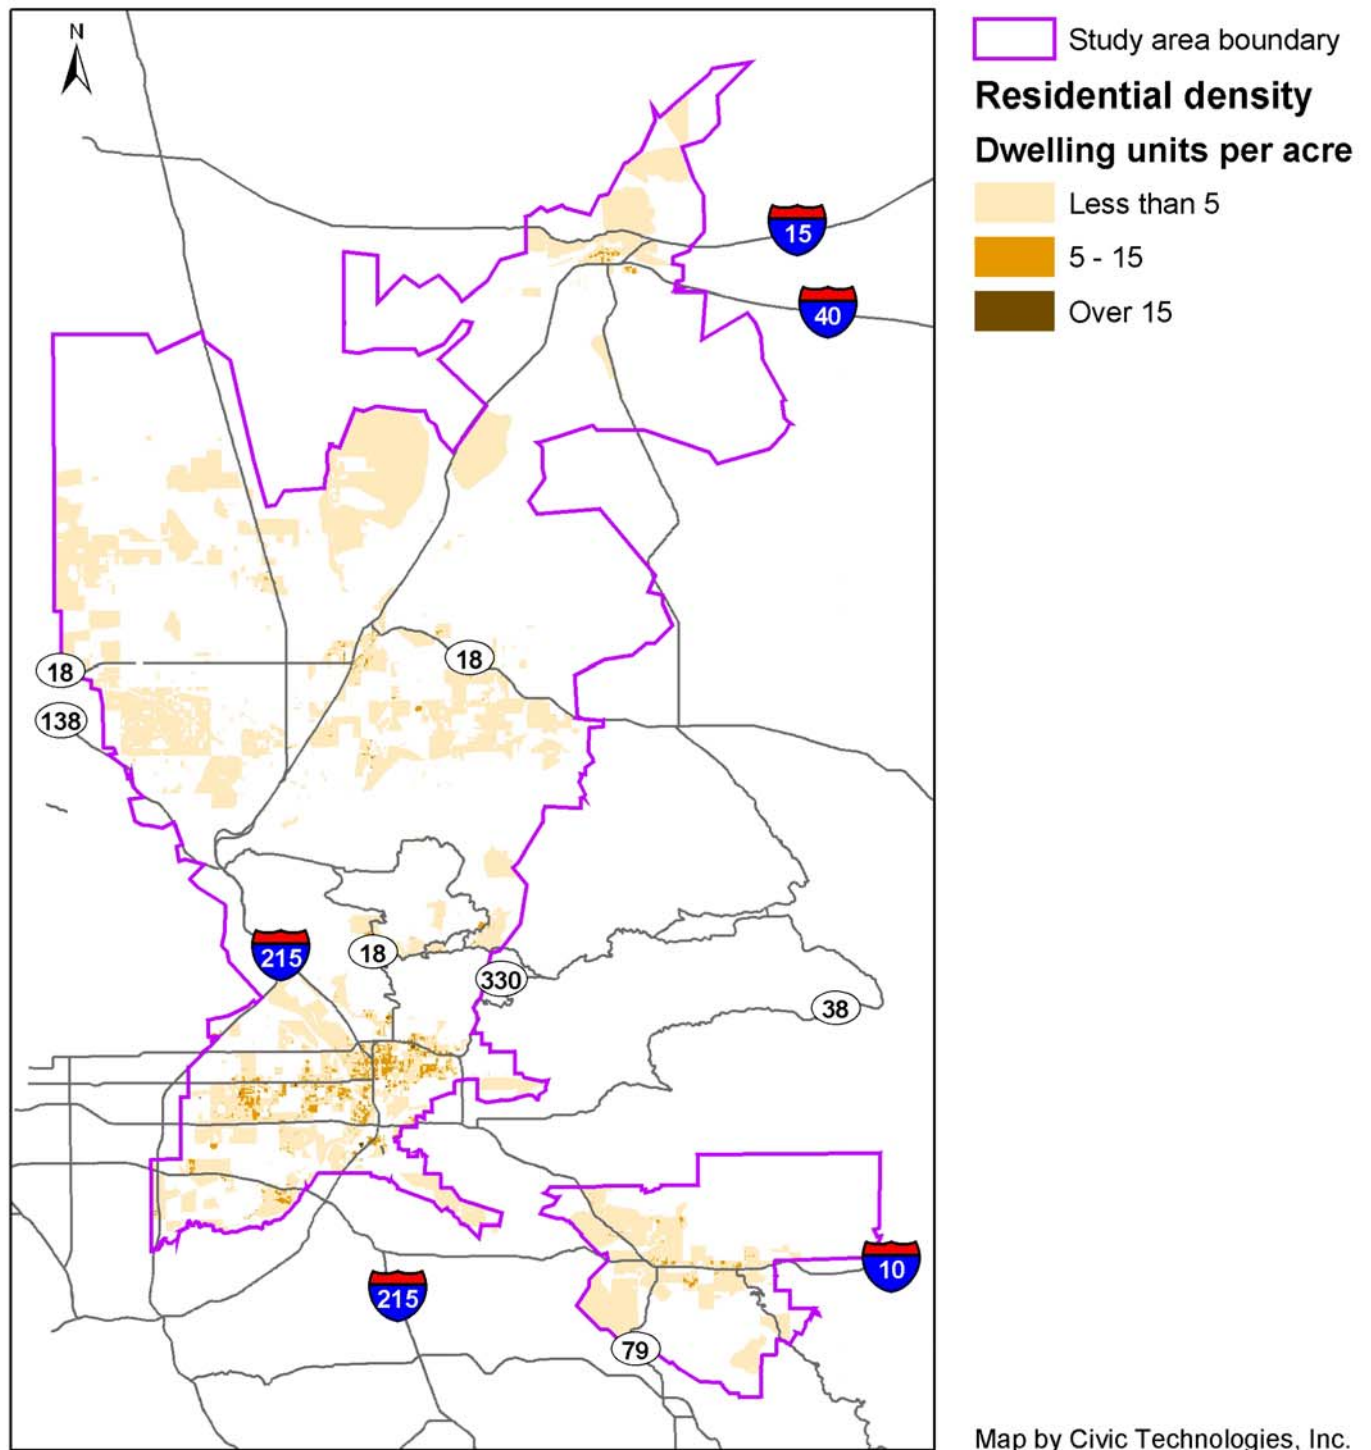 N
15
40
18
18
138
215
18
330
38
10
215
79
Study area boundary
Residential density
Dwelling units per acre
Less than 5
5 - 15
Over 15
Map by Civic Technologies, Inc.